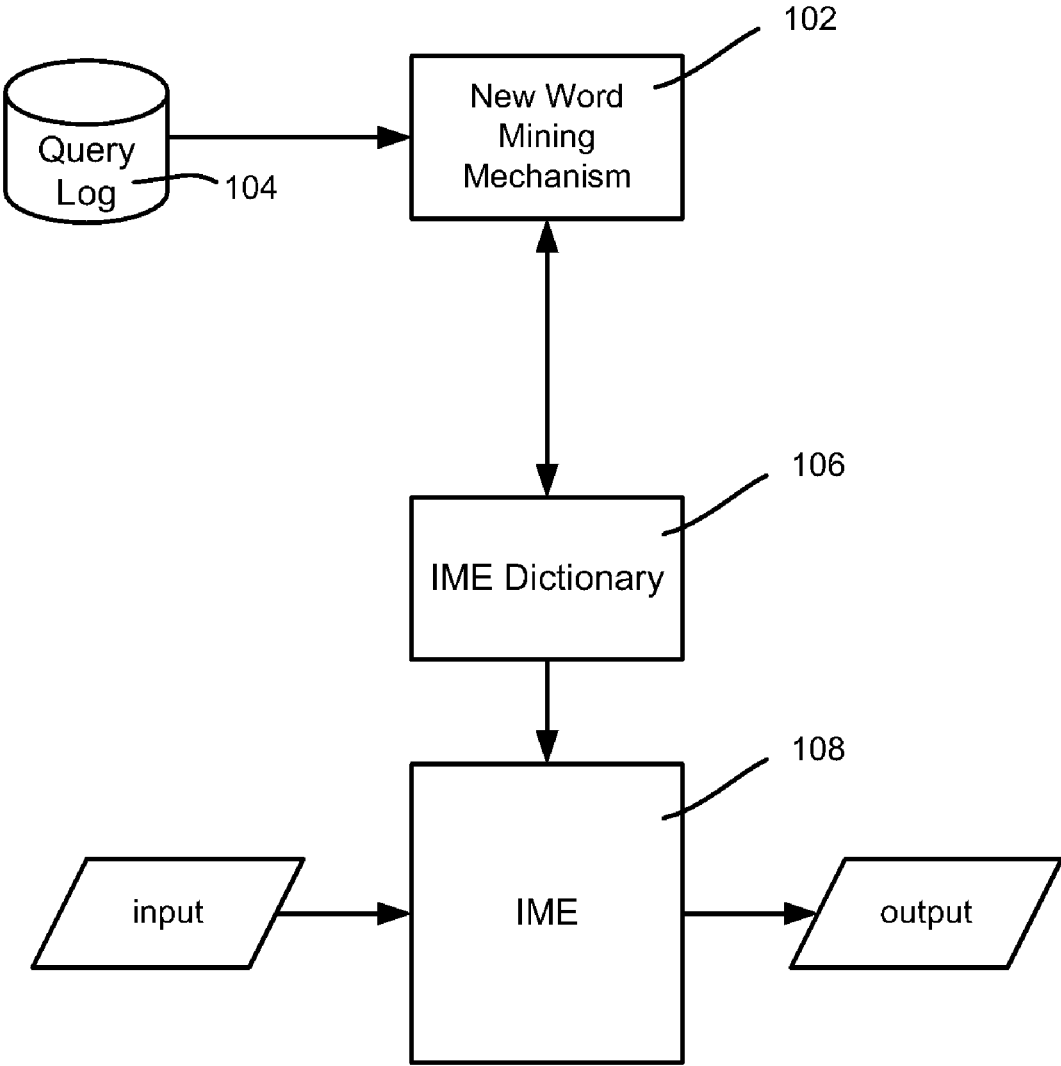 102
New Word
Mining
Mechanism
Query
Log
104
106
IME Dictionary
108
input
IME
output